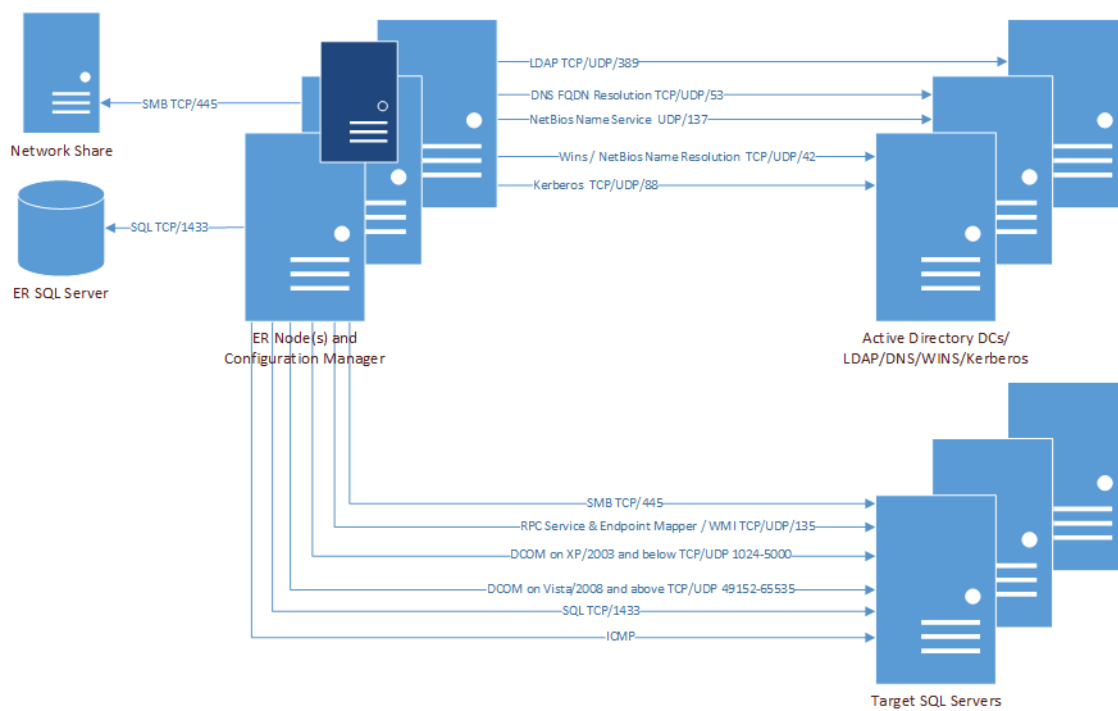 LDAP TCP/UDP/389
SMB TCP/445
DNS FQDN Resolution TCP/UDP/53
NetBios Name Service UDP/137
Network Share
Wins / NetBios Name Resolution TCP/UDP/42
Kerberos TCP/UDP/88
SQL TCP/1433
ER SQL Server
ER Node(s) and
Configuration Manager
Active Directory DCs/
LDAP/DNS/WINS/Kerberos
SMB TCP/445
RPC Service & Endpoint Mapper / WMI TCP/UDP/135
DCOM on XP/2003 and below TCP/UDP 1024-5000
DCOM on Vista/2008 and above TCP/UDP 49152-65535
SQL TCP/1433
ICMP
Target SQL Servers